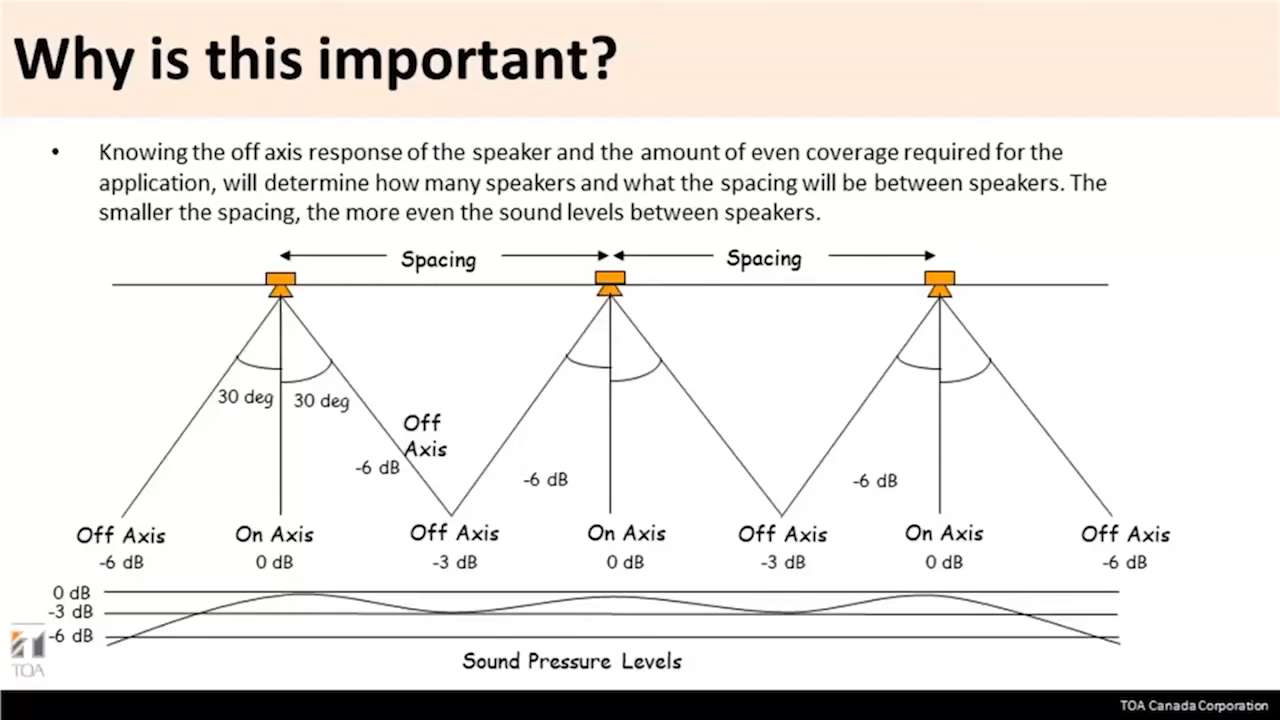 Why is this important?
• Knowing the off axis response of the speaker and the amount of even coverage required for the
application, will determine how many speakers and what the spacing will be between speakers. The
smaller the spacing, the more even the sound levels between speakers.
Spacing Spacing
30 deg 30 deg
Off
Axis
-6 dB -6 dB -6 dB
Off Axis On Axis Off Axis On Axis Off Axis On Axis Off Axis
-6 dB 0 dB -3 dB 0 dB -3 dB 0 dB -6 dB
0 dB
-3 dB
-6 dB
TOA
Sound Pressure Levels
TOA Canada Corporation